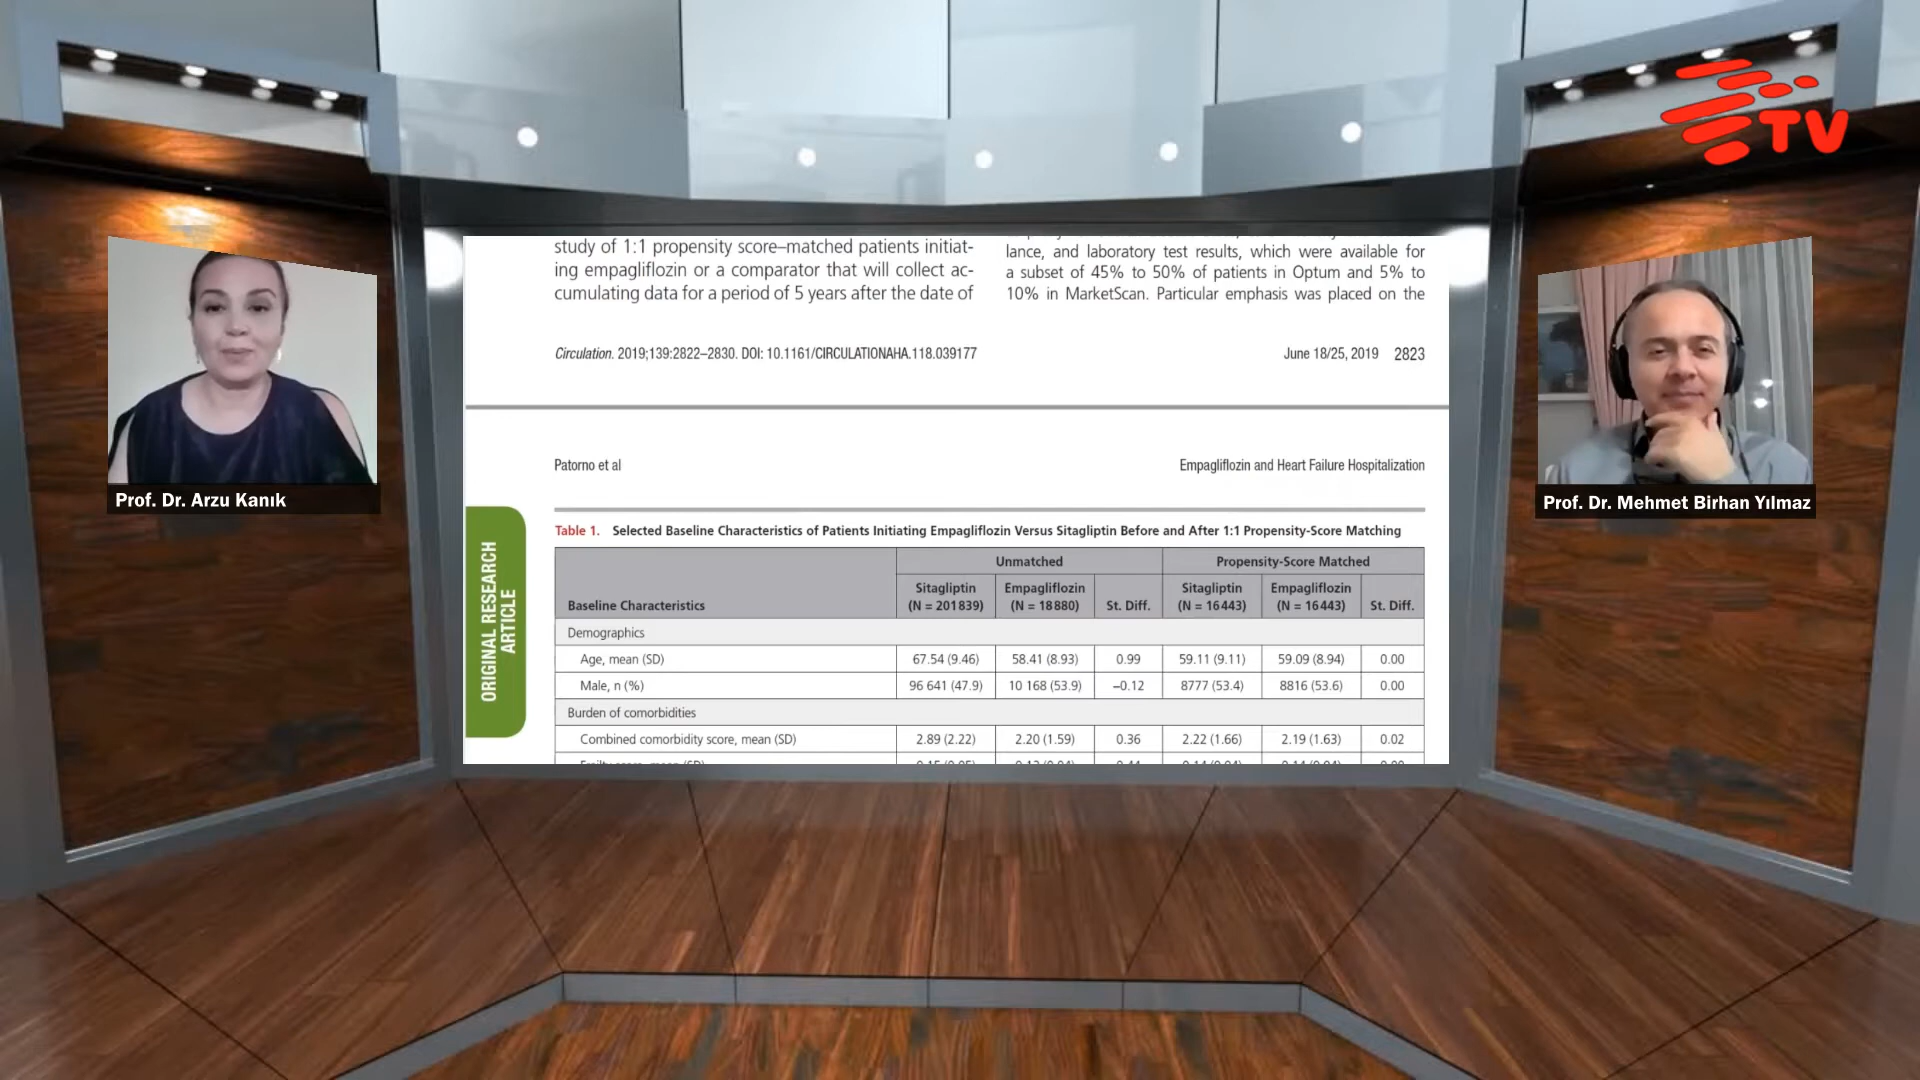 TV
study of 1:1 propensity score–matched patients initiat-
ing empagliflozin or a comparator that will collect ac-
cumulating data for a period of 5 years after the date of
lance, and laboratory test results, which were available for
a subset of 45% to 50% of patients in Optum and 5% to
10% in MarketScan. Particular emphasis was placed on the
Circulation. 2019;139:2822–2830. DOI: 10.1161/CIRCULATIONAHA.118.039177
June 18/25, 2019 2823
Patorno et al
Empagliflozin and Heart Failure Hospitalization
ORIGINAL RESEARCH
ARTICLE
Table 1. Selected Baseline Characteristics of Patients Initiating Empagliflozin Versus Sitagliptin Before and After 1:1 Propensity-Score Matching
Unmatched Propensity-Score Matched
Baseline Characteristics Sitagliptin (N = 201839) Empagliflozin (N = 18880) St. Diff. Sitagliptin (N = 16443) Empagliflozin (N = 16443) St. Diff.
Demographics
Age, mean (SD) 67.54 (9.46) 58.41 (8.93) 0.99 59.11 (9.11) 59.09 (8.94) 0.00
Male, n (%) 96 641 (47.9) 10 168 (53.9) –0.12 8777 (53.4) 8816 (53.6) 0.00
Burden of comorbidities
Combined comorbidity score, mean (SD) 2.89 (2.22) 2.20 (1.59) 0.36 2.22 (1.66) 2.19 (1.63) 0.02
Prof. Dr. Arzu Kanık
Prof. Dr. Mehmet Birhan Yılmaz